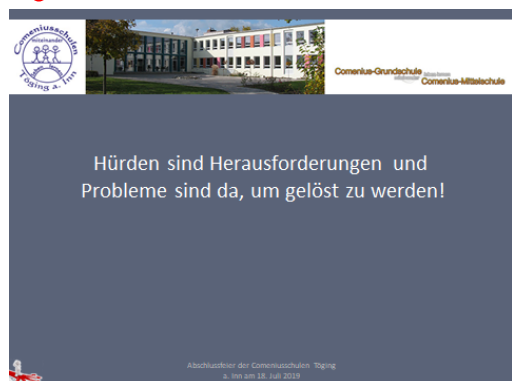 Comeniusschulen
miteinander
Töging a. Inn
Comenius-Grundschule
Comenius-Mittelschule
Hürden sind Herausforderungen und
Probleme sind da, um gelöst zu werden!
Abschlussfeier der Comeniusschulen Töging
a. Inn am 18. Juli 2019